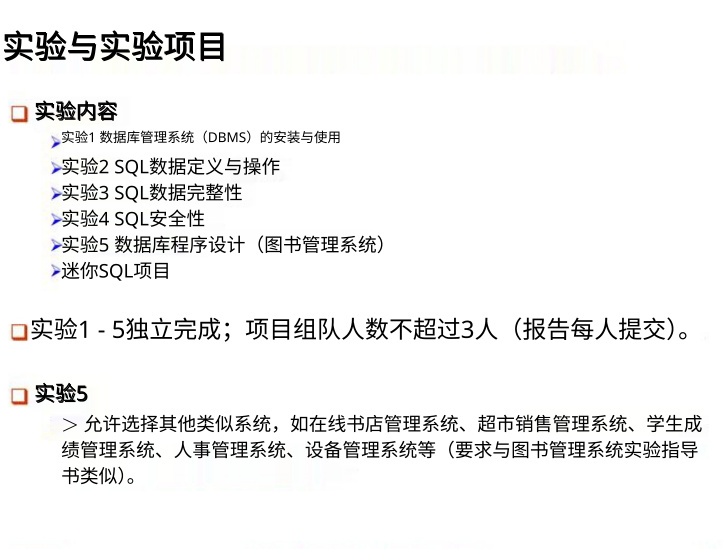 实验与实验项目
实验内容
实验1 数据库管理系统（DBMS）的安装与使用
实验2 SQL数据定义与操作
实验3 SQL数据完整性
实验4 SQL安全性
实验5 数据库程序设计（图书管理系统）
迷你SQL项目
实验1 - 5独立完成；项目组队人数不超过3人（报告每人提交）。
实验5
＞ 允许选择其他类似系统，如在线书店管理系统、超市销售管理系统、学生成
绩管理系统、人事管理系统、设备管理系统等（要求与图书管理系统实验指导
书类似）。